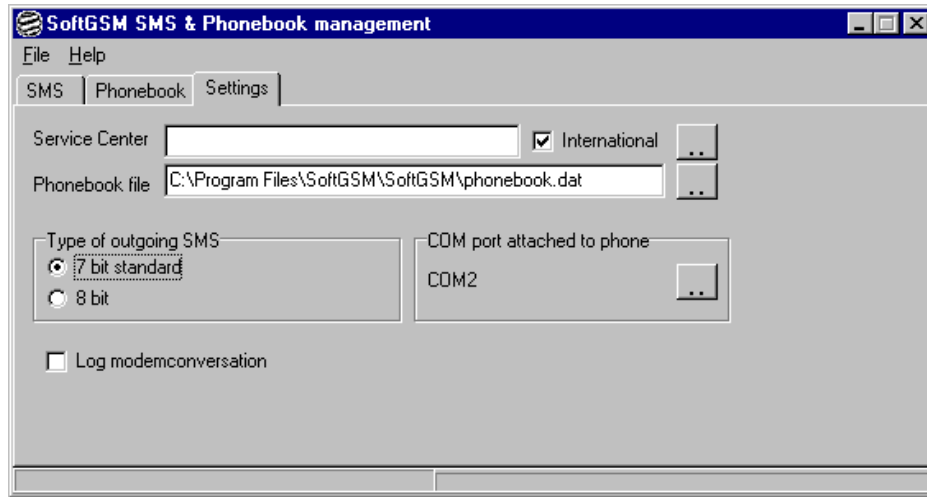 SoftGSM SMS & Phonebook management
File Help
SMS Phonebook Settings
Service Center International ..
Phonebook file C:\Program Files\SoftGSM\SoftGSM\phonebook.dat ..
Type of outgoing SMS COM port attached to phone
7 bit standard
COM2 ..
8 bit
Log modemconversation